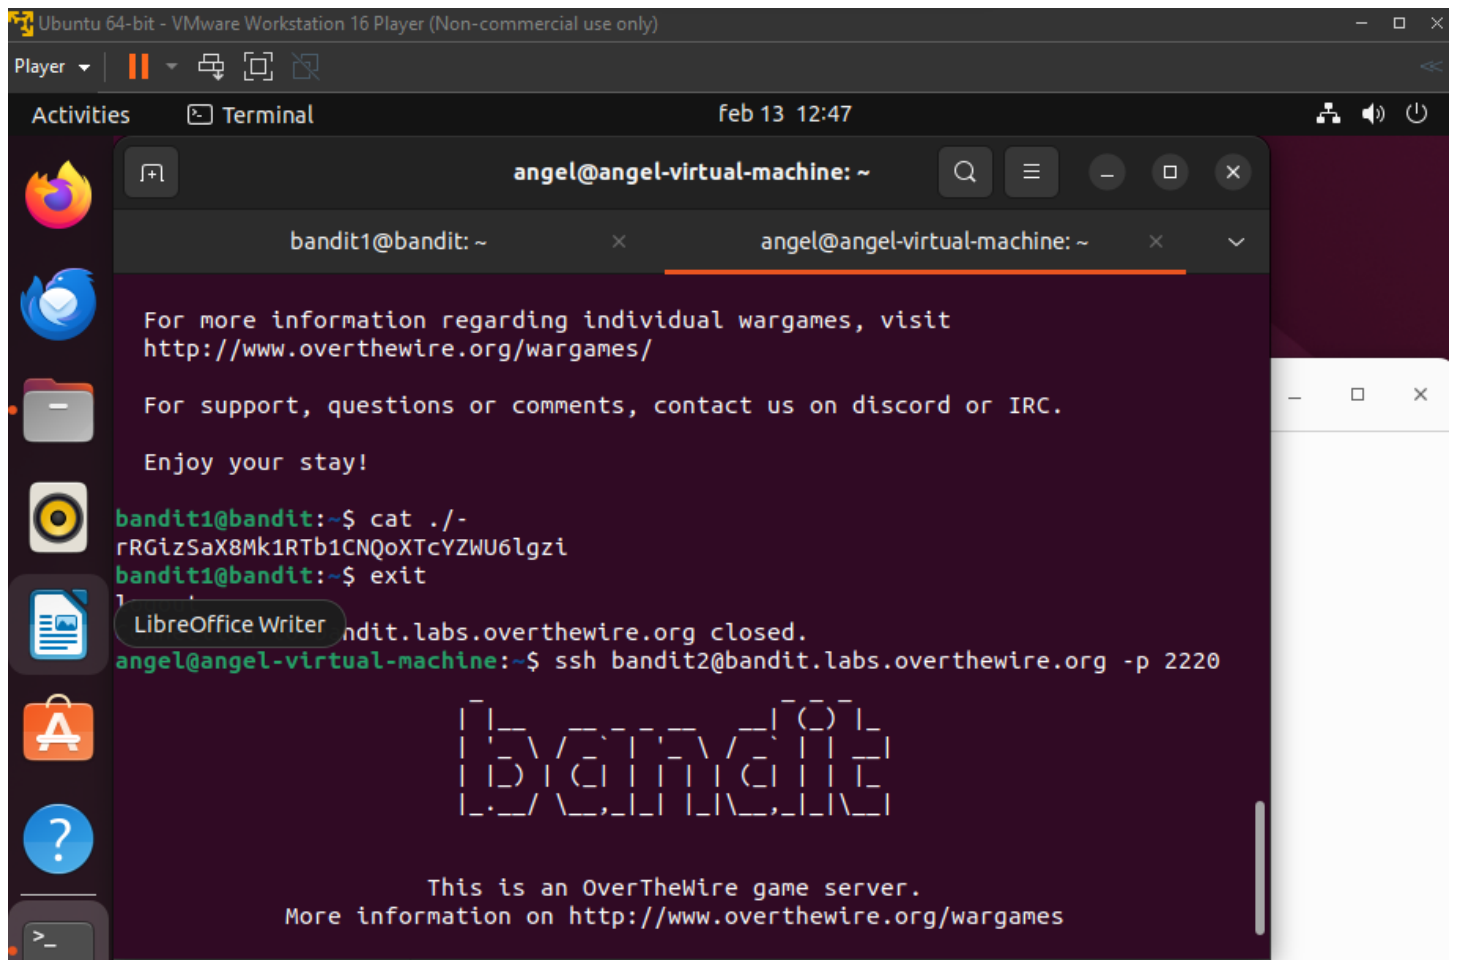 Ubuntu 64-bit - VMware Workstation 16 Player (Non-commercial use only)
Player
Activities
Terminal
feb 13 12:47
angel@angel-virtual-machine: ~
bandit1@bandit: ~
angel@angel-virtual-machine: ~
For more information regarding individual wargames, visit
http://www.overthewire.org/wargames/
For support, questions or comments, contact us on discord or IRC.
Enjoy your stay!
bandit1@bandit:~$ cat ./-
rRGizSaX8Mk1RTb1CNQoXTcYZWU6lgzi
bandit1@bandit:~$ exit
LibreOffice Writer
ndit.labs.overthewire.org closed.
angel@angel-virtual-machine:~$ ssh bandit2@bandit.labs.overthewire.org -p 2220
bandit
This is an OverTheWire game server.
More information on http://www.overthewire.org/wargames